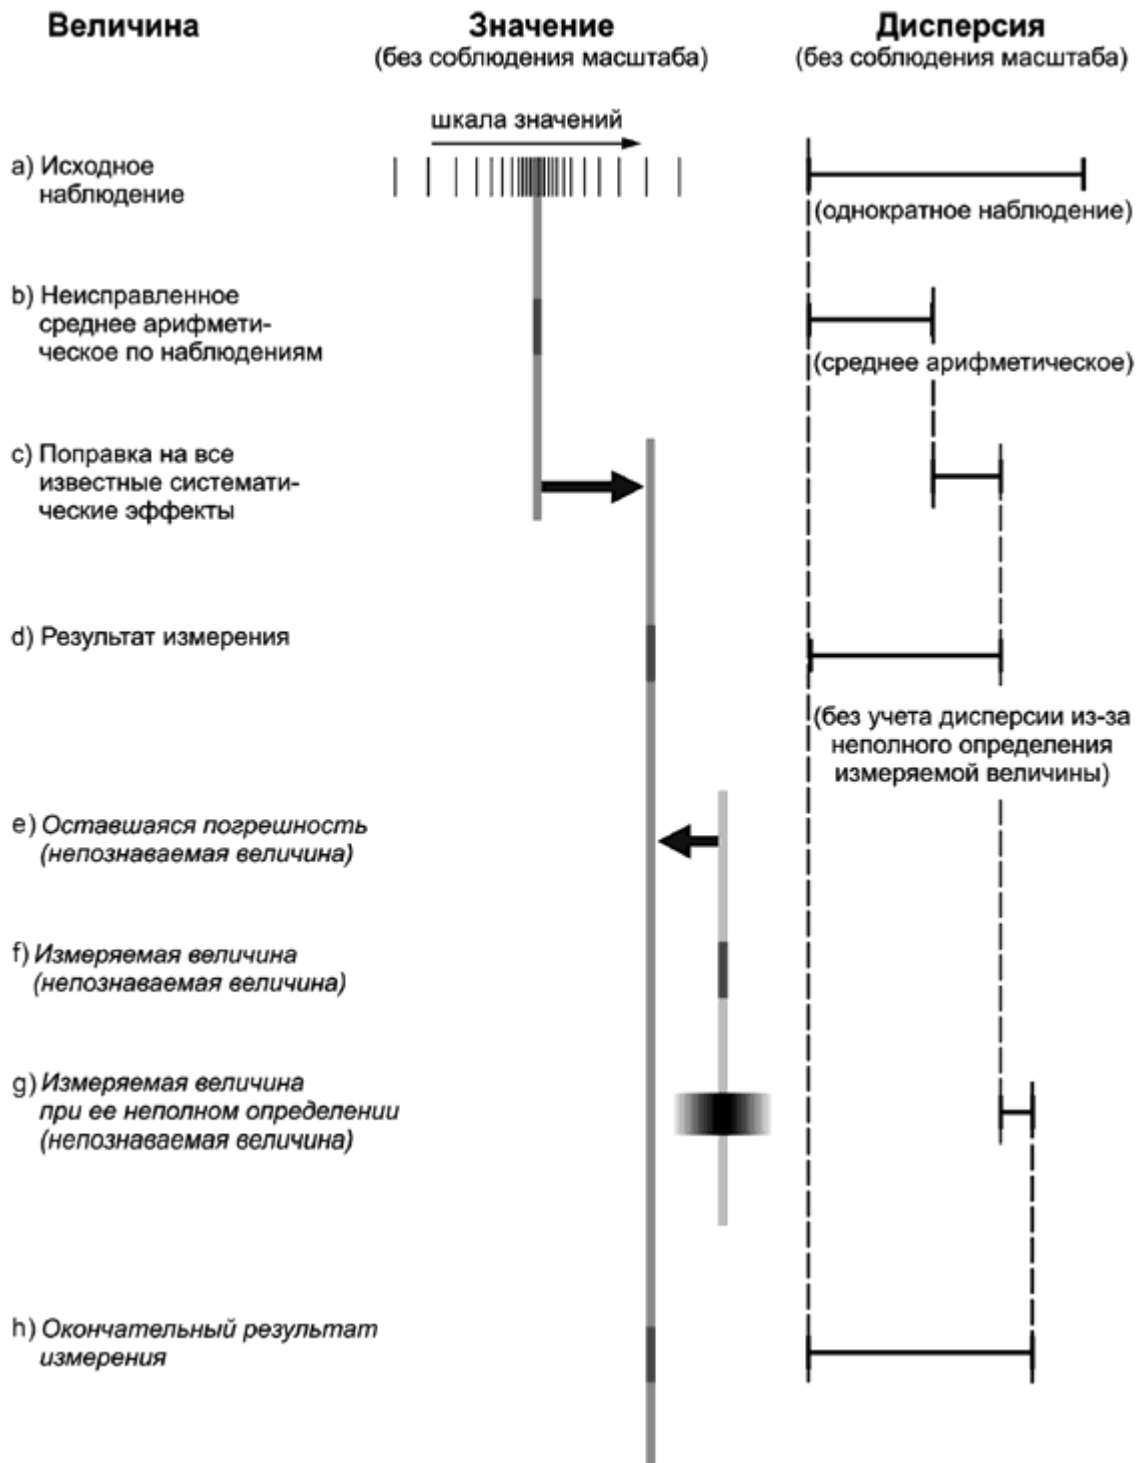 Величина
Значение
(без соблюдения масштаба)
Дисперсия
(без соблюдения масштаба)
шкала значений
a) Исходное
наблюдение
(однократное наблюдение)
b) Неисправленное
среднее арифмети-
ческое по наблюдениям
(среднее арифметическое)
c) Поправка на все
известные системати-
ческие эффекты
d) Результат измерения
(без учета дисперсии из-за
неполного определения
измеряемой величины)
e) Оставшаяся погрешность
(непознаваемая величина)
f) Измеряемая величина
(непознаваемая величина)
g) Измеряемая величина
при ее неполном определении
(непознаваемая величина)
h) Окончательный результат
измерения